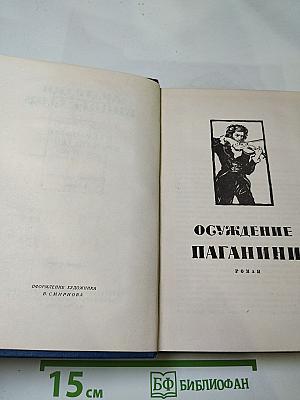 ОФОРМЛЕНИЕ ХУДОЖНИКА
В. СМИРНОВА
ОСУЖДЕНИЕ
ПАГАНИНИ
РОМАН
15 см
БФ БИБЛИОФАН